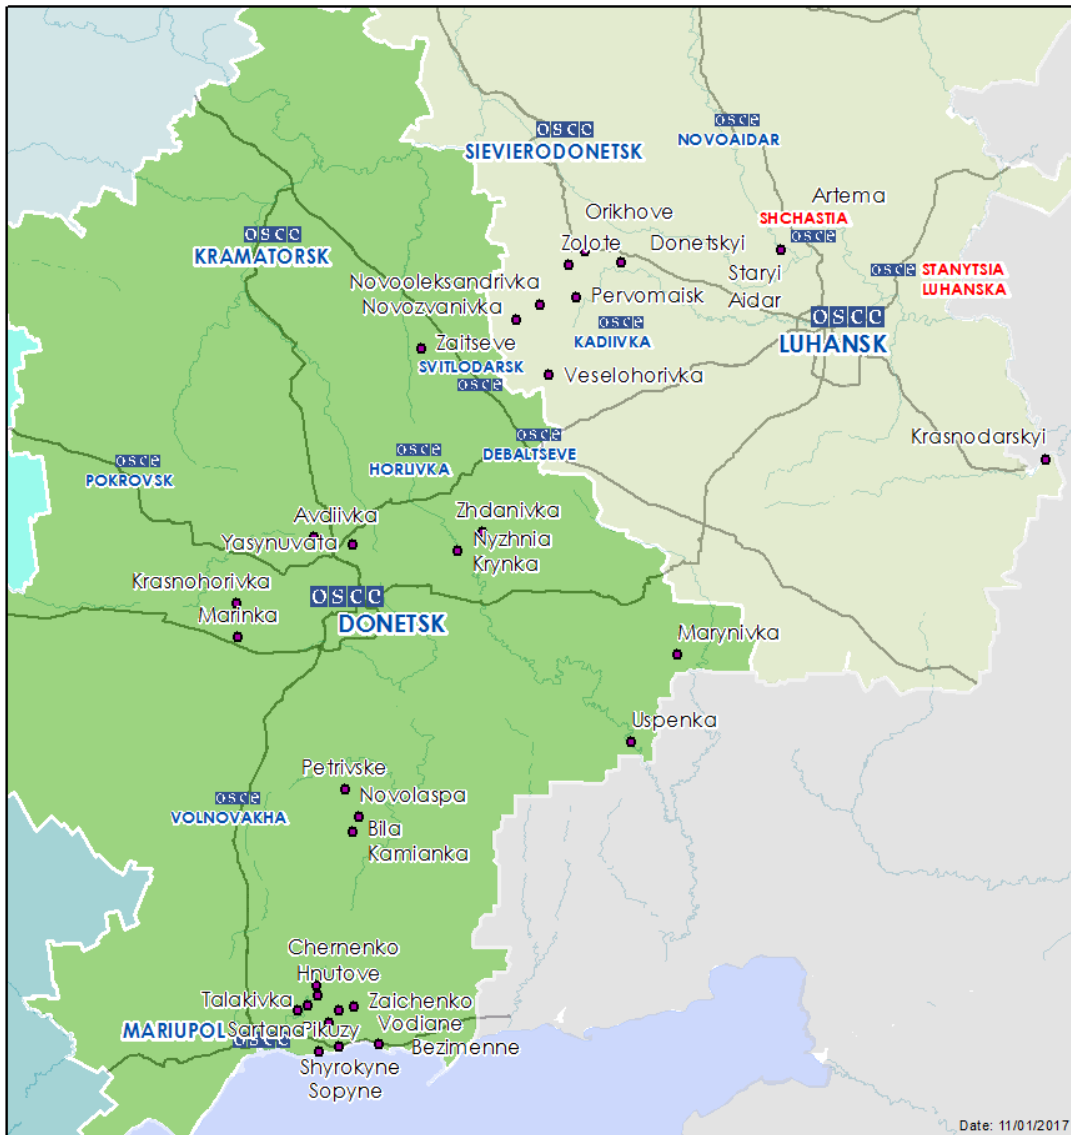 osce
SIEVIERODONETSK
osce
NOVOAIDAR
Artema
SHCHASTIA
osce
Orikhove
osce
KRAMATORSK
Zolote
Donetskyi
Staryi
Aidar
osce
STANYTSIA
LUHANSKA
Novooleksandrivka
Novozvanivka
Pervomaisk
osce
KADIIVKA
osce
LUHANSK
Zaitseve
SVITLODARSK
osce
Veselohorivka
osce
DEBALTSEVE
osce
HORLIVKA
osce
POKROVSK
Krasnodarskyi
Avdiivka
Yasynuvata
Zhdanivka
Nyzhnia
Krynka
Krasnohorivka
Marinka
osce
DONETSK
Marynivka
Uspenka
Petrivske
Novolaspa
Bila
Kamianka
osce
VOLNOVAKHA
Chernenko
Hnutove
Talakivka
Zaichenko
MARIUPOL
osce
Sartana
Pikuzy
Vodiane
Bezimenne
Shyrokyne
Sopyne
Date: 11/01/2017